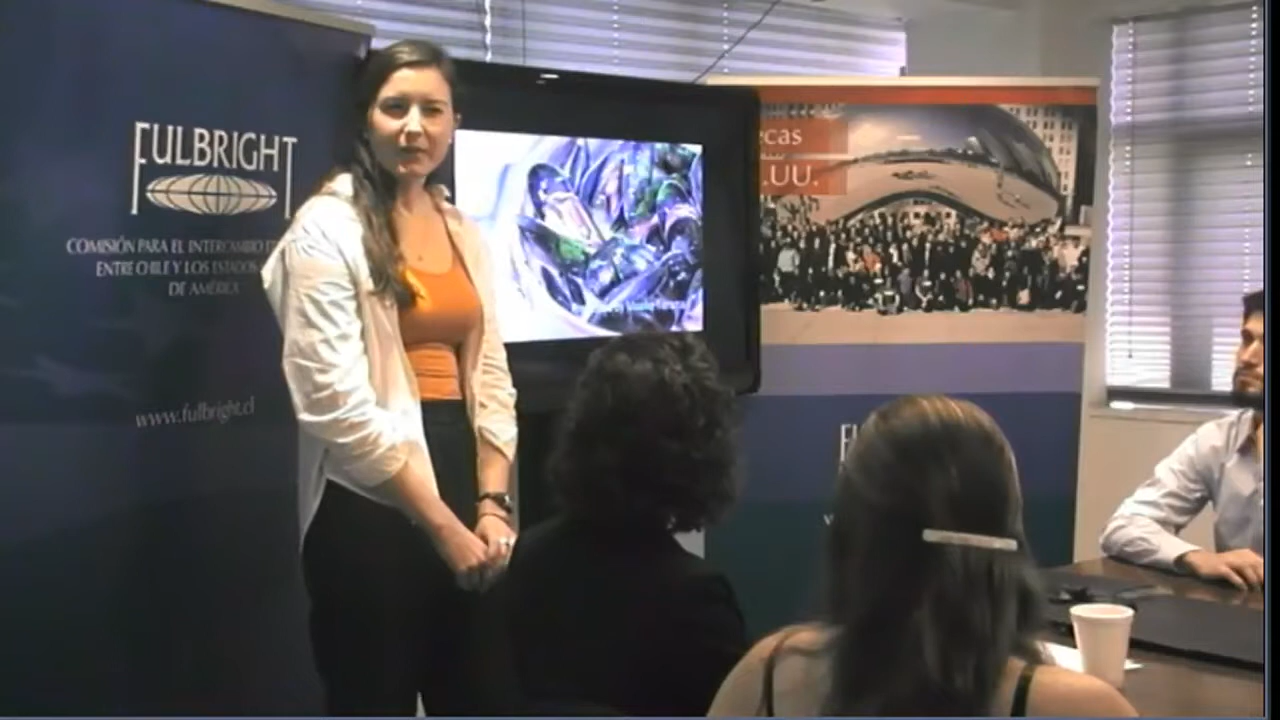 FULBRIGHT
COMISIÓN PARA EL INTERCAMBIO
ENTRE CHILE Y LOS ESTADOS
DE AMÉRICA
www.fulbright.cl
ecas
.UU.